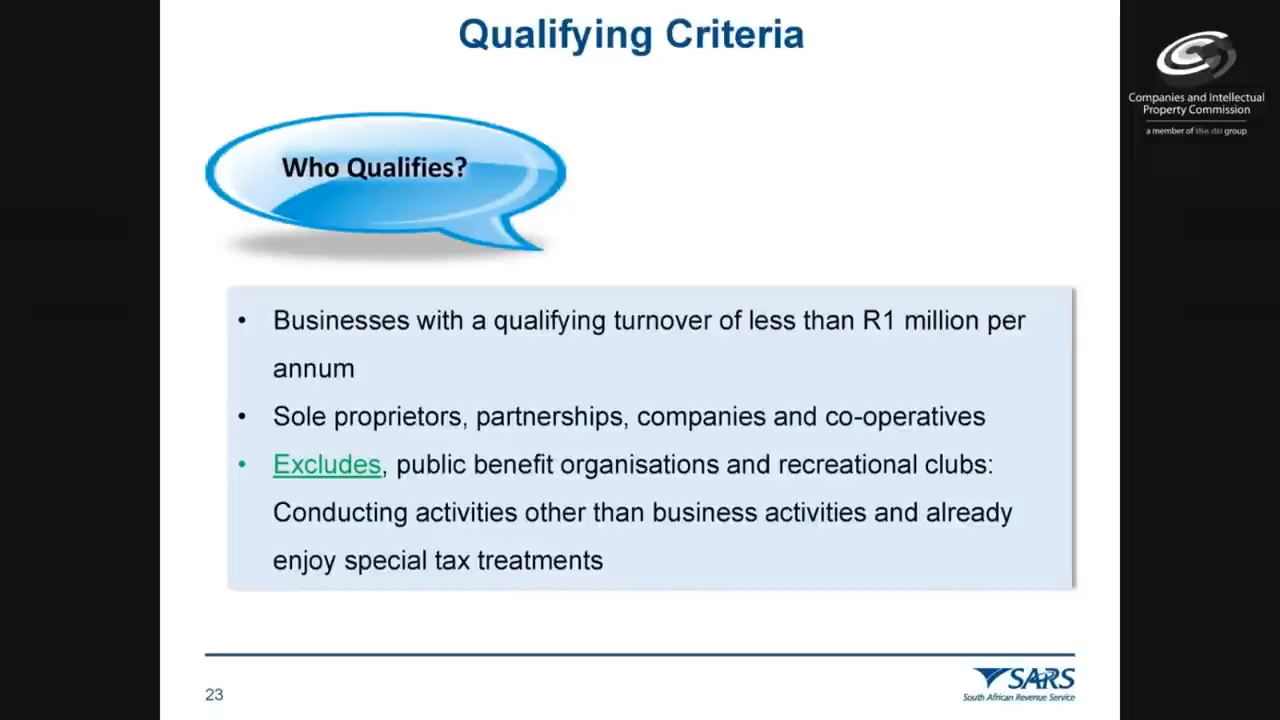 Qualifying Criteria
Companies and Intellectual
Property Commission
a member of the dti group
Who Qualifies?
• Businesses with a qualifying turnover of less than R1 million per
annum
• Sole proprietors, partnerships, companies and co-operatives
• Excludes, public benefit organisations and recreational clubs:
Conducting activities other than business activities and already
enjoy special tax treatments
23
SARS
South African Revenue Service